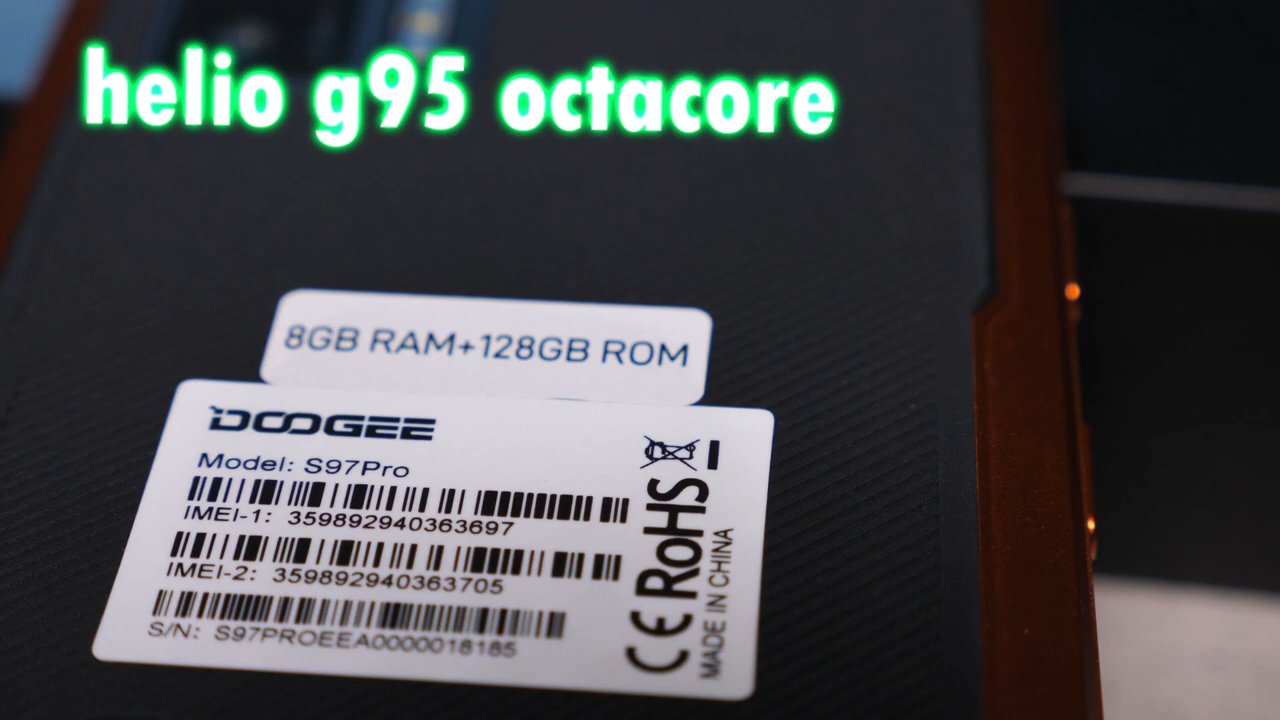 helio g95 octacore
8GB RAM+128GB ROM
DOOGEE
Model: S97Pro
IMEI-1: 359892940363697
IMEI-2: 359892940363705
S/N: S97PROEEA0000018185
CE RoHS
MADE IN CHINA